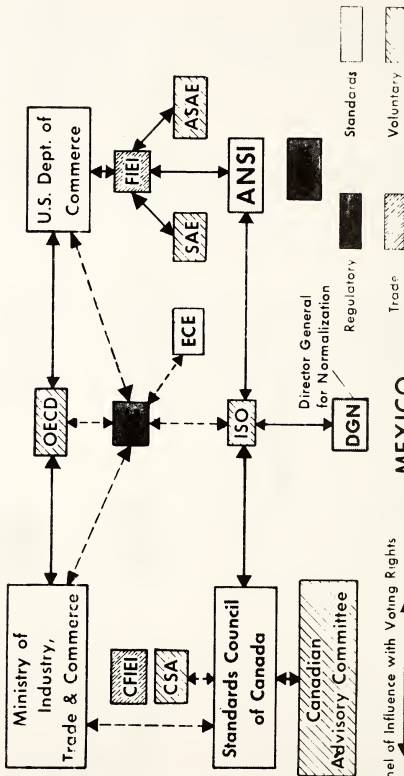 Ministry of
Industry,
Trade & Commerce
OECD
U.S. Dept. of
Commerce
CFIEI
CSA
ECE
FIEI
SAE
ASAE
Standards Council
of Canada
ISO
ANSI
Canadian
Advisory Committee
Director General
for Normalization
DGN
MEXICO
Regulatory
Standards
Trade
Voluntary
nel of Influence with Voting Rights